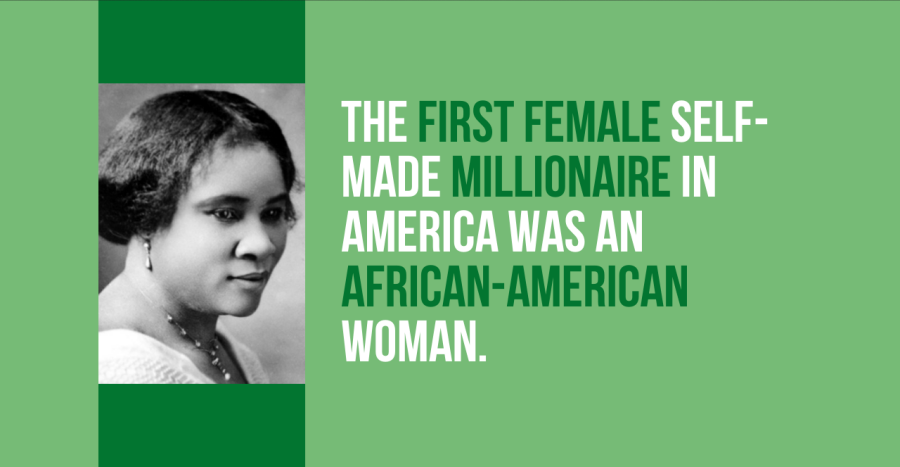 THE FIRST FEMALE SELF-
MADE MILLIONAIRE IN
AMERICA WAS AN
AFRICAN-AMERICAN
WOMAN.